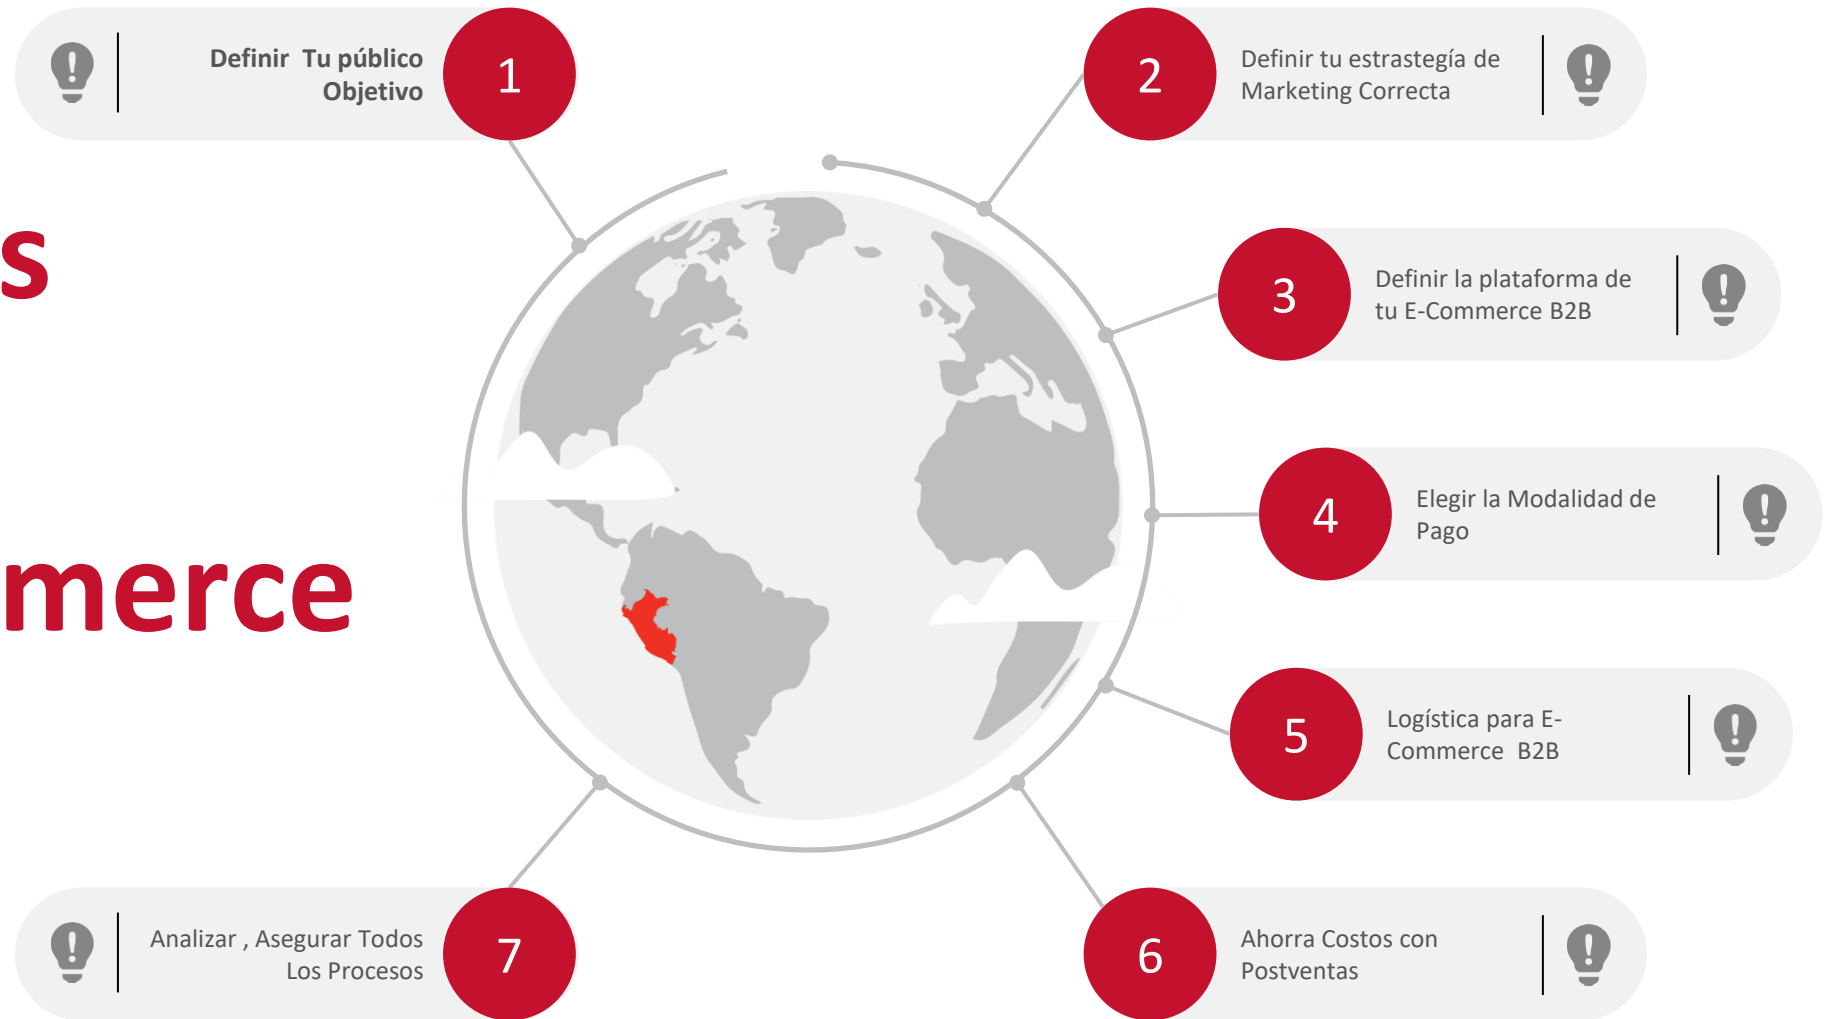 1
Definir Tu público
Objetivo
2
Definir tu estrastegía de
Marketing Correcta
s
3
Definir la plataforma de
tu E-Commerce B2B
4
Elegir la Modalidad de
Pago
merce
5
Logística para E-
Commerce B2B
6
Ahorra Costos con
Postventas
7
Analizar , Asegurar Todos
Los Procesos